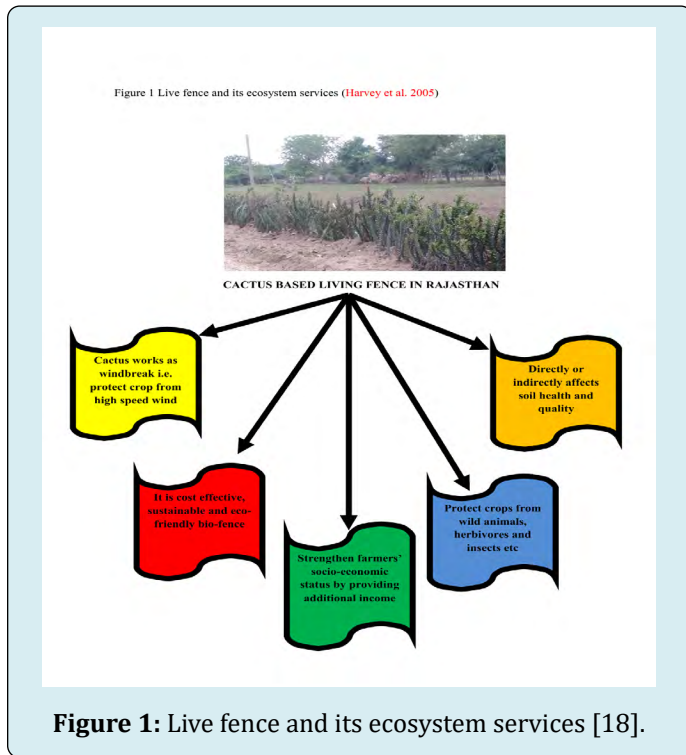 Figure 1 Live fence and its ecosystem services (Harvey et al. 2005)
CACTUS BASED LIVING FENCE IN RAJASTHAN
Cactus works as
windbreak i.e.
protect crop from
high speed wind
Directly or
indirectly affects
soil health and
quality
It is cost effective,
sustainable and eco-
friendly bio-fence
Protect crops from
wild animals,
herbivores and
insects etc
Strengthen farmers'
socio-economic
status by providing
additional income
Figure 1: Live fence and its ecosystem services [18].